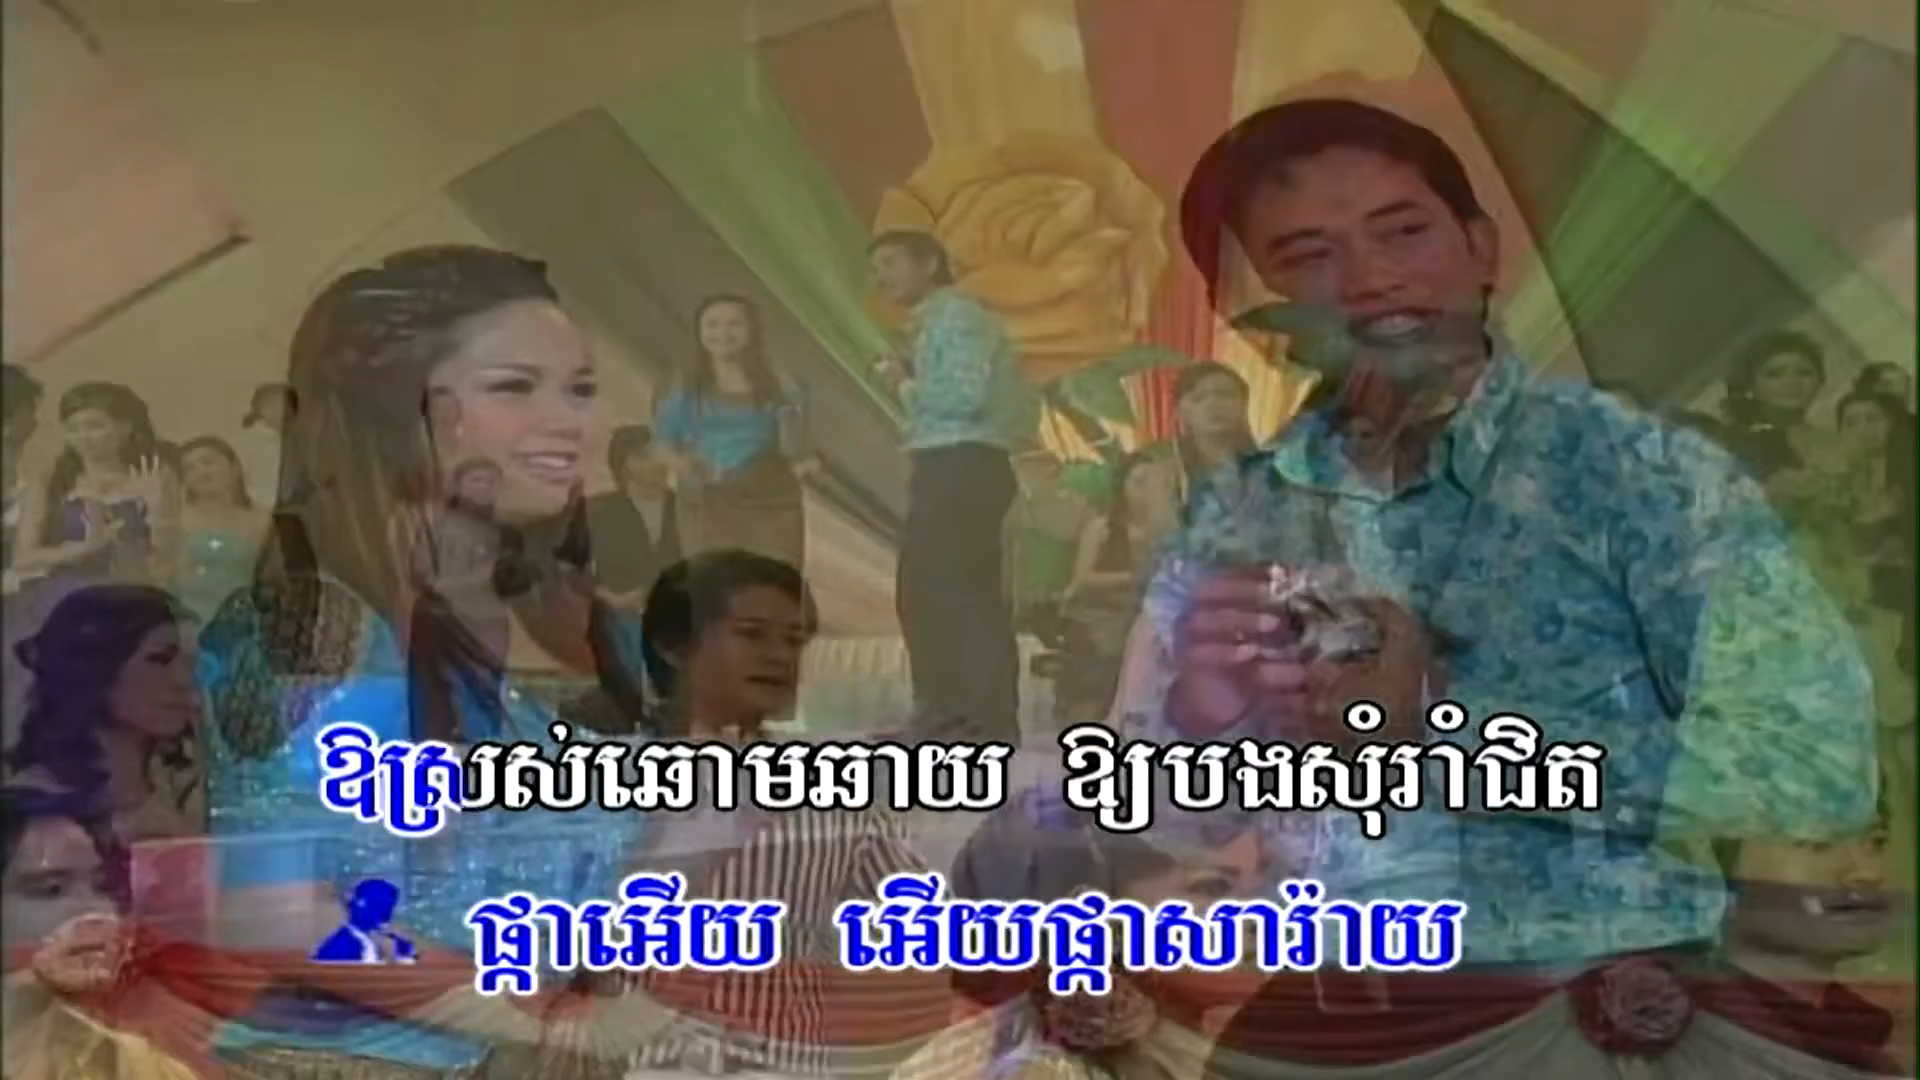 ឱស្រស់ឆោមឆាយ ឱ្យបងសុំរាំជិត
ផ្កាអើយ អើយផ្កាសារ៉ាយ